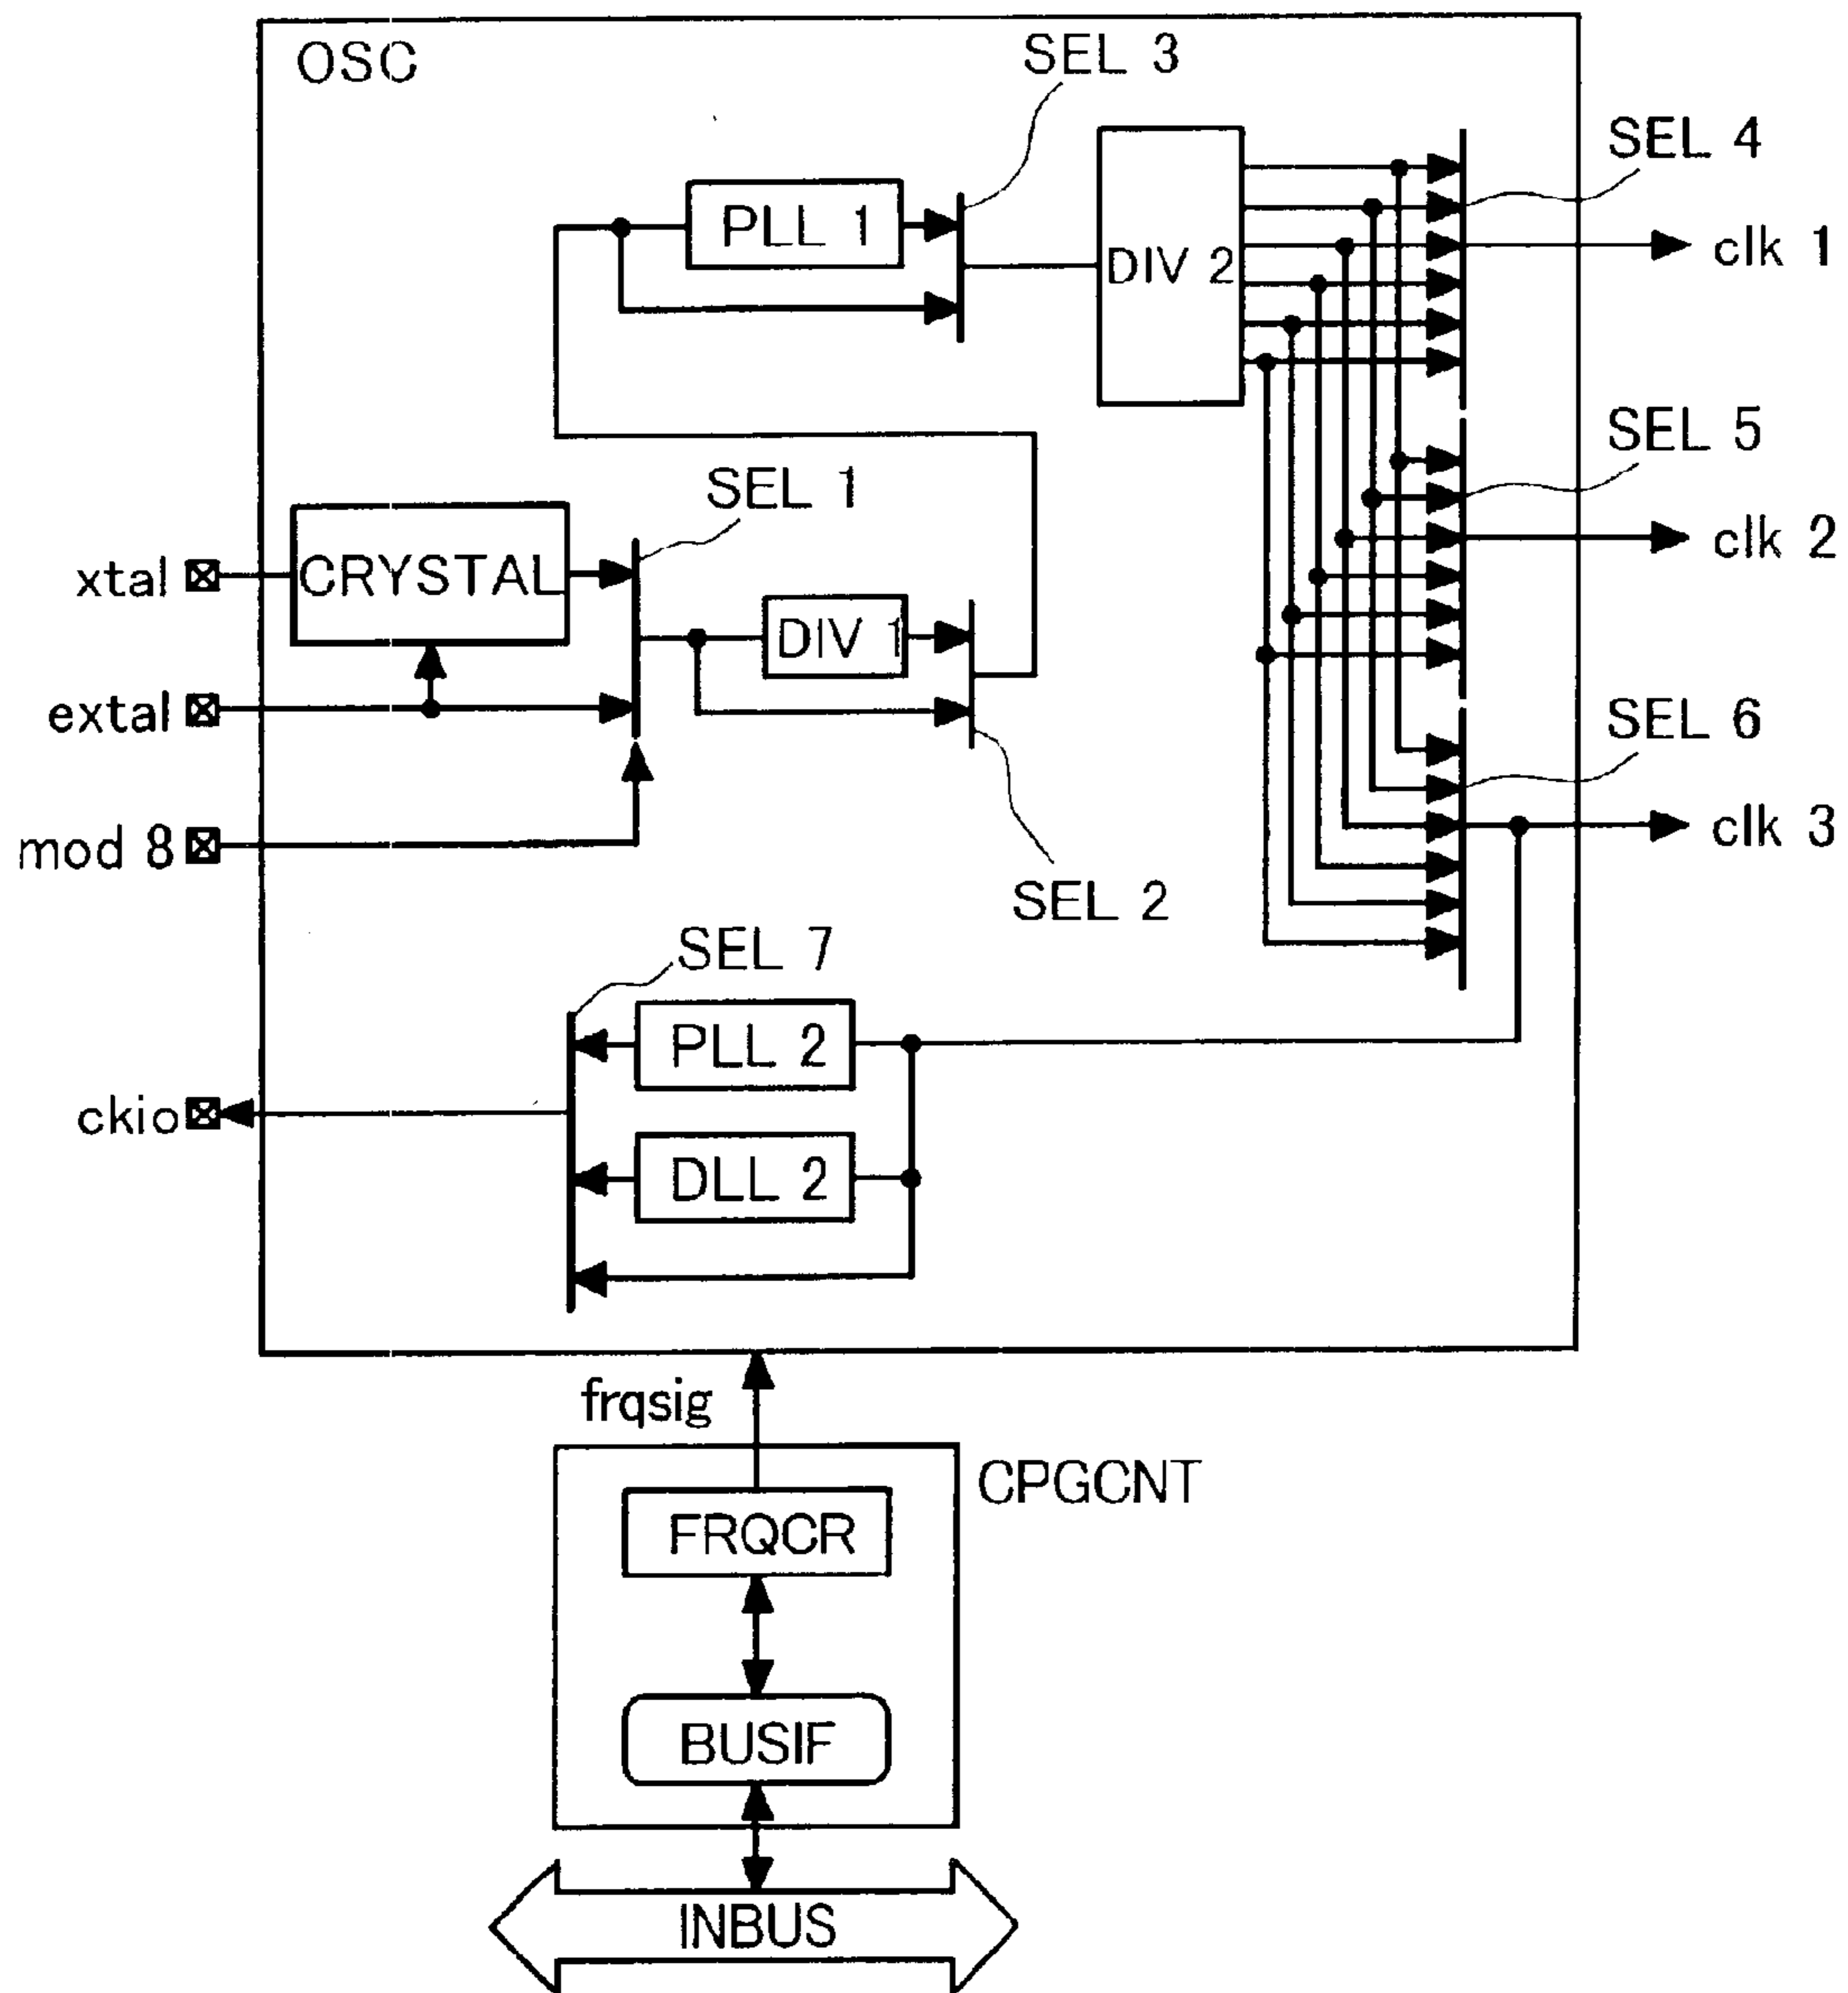 OSC
SEL 3
SEL 4
PLL 1
DIV 2
clk 1
SEL 5
SEL 1
clk 2
xtal
CRYSTAL
DIV 1
extal
SEL 6
mod 8
clk 3
SEL 2
SEL 7
PLL 2
ckio
DLL 2
frqsig
CPGCNT
FRQCR
BUSIF
INBUS